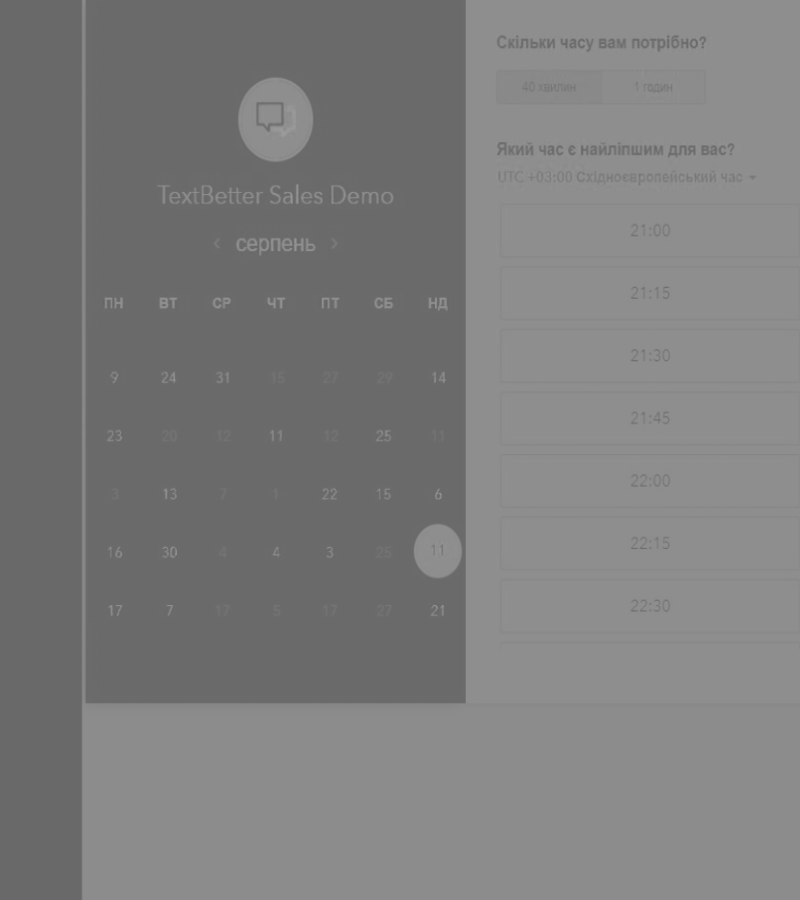 TextBetter Sales Demo
‹ серпень ›
ПН ВТ СР ЧТ ПТ СБ НД
9 24 31 15 27 29 14
23 20 12 11 12 25 11
3 13 7 1 22 15 6
16 30 4 4 3 25 11
17 7 17 5 17 27 21
Скільки часу вам потрібно?
40 хвилин 1 годин
Який час є найліпшим для вас?
UTC +03:00 Східноєвропейський час
21:00
21:15
21:30
21:45
22:00
22:15
22:30